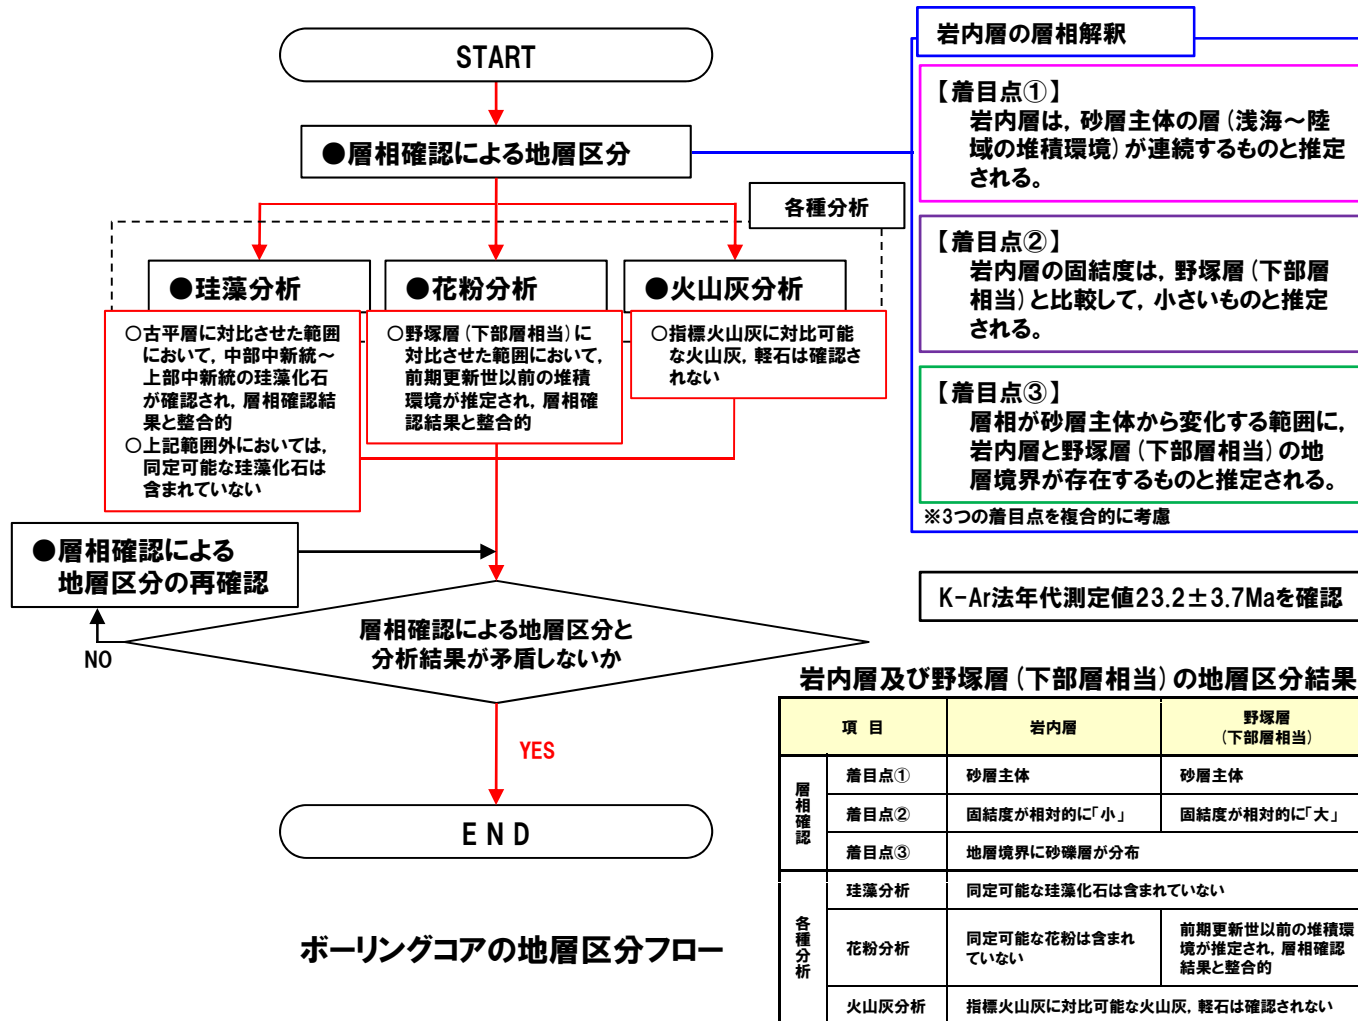 START
●層相確認による地層区分
各種分析
●珪藻分析
○古平層に対比させた範囲
において，中部中新統～
上部中新統の珪藻化石
が確認され，層相確認結
果と整合的
○上記範囲外においては，
同定可能な珪藻化石は
含まれていない
●花粉分析
○野塚層（下部層相当）に
対比させた範囲において，
前期更新世以前の堆積
環境が推定され，層相確
認結果と整合的
●火山灰分析
○指標火山灰に対比可能
な火山灰，軽石は確認さ
れない
●層相確認による
地層区分の再確認
層相確認による地層区分と
分析結果が矛盾しないか
NO
YES
END
ボーリングコアの地層区分フロー
岩内層の層相解釈
【着目点①】
岩内層は，砂層主体の層（浅海～陸
域の堆積環境）が連続するものと推定
される。
【着目点②】
岩内層の固結度は，野塚層（下部層
相当）と比較して，小さいものと推定
される。
【着目点③】
層相が砂層主体から変化する範囲に，
岩内層と野塚層（下部層相当）の地
層境界が存在するものと推定される。
※3つの着目点を複合的に考慮
K-Ar法年代測定値23.2±3.7Maを確認
岩内層及び野塚層（下部層相当）の地層区分結果
項 目 岩内層 野塚層
（下部層相当）
層相確認
着目点① 砂層主体 砂層主体
着目点② 固結度が相対的に「小」 固結度が相対的に「大」
着目点③ 地層境界に砂礫層が分布
各種分析
珪藻分析 同定可能な珪藻化石は含まれていない
花粉分析 同定可能な花粉は含まれ
ていない
前期更新世以前の堆積環
境が推定され，層相確認
結果と整合的
火山灰分析 指標火山灰に対比可能な火山灰，軽石は確認されない